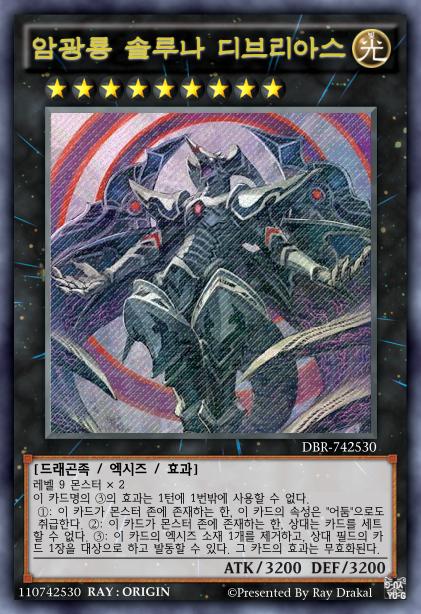 암광룡 솔루나 디브리아스 光
DBR-742530
[드래곤족 / 엑시즈 / 효과]
레벨 9 몬스터 × 2
이 카드명의 ③의 효과는 1턴에 1번밖에 사용할 수 없다.
①: 이 카드가 몬스터 존에 존재하는 한, 이 카드의 속성은 "어둠"으로도
취급한다. ②: 이 카드가 몬스터 존에 존재하는 한, 상대는 카드를 세트
할 수 없다. ③: 이 카드의 엑시즈 소재 1개를 제거하고, 상대 필드의 카
드 1장을 대상으로 하고 발동할 수 있다. 그 카드의 효과는 무효화된다.
ATK/3200 DEF/3200
110742530 RAY : ORIGIN ©Presented By Ray Drakal